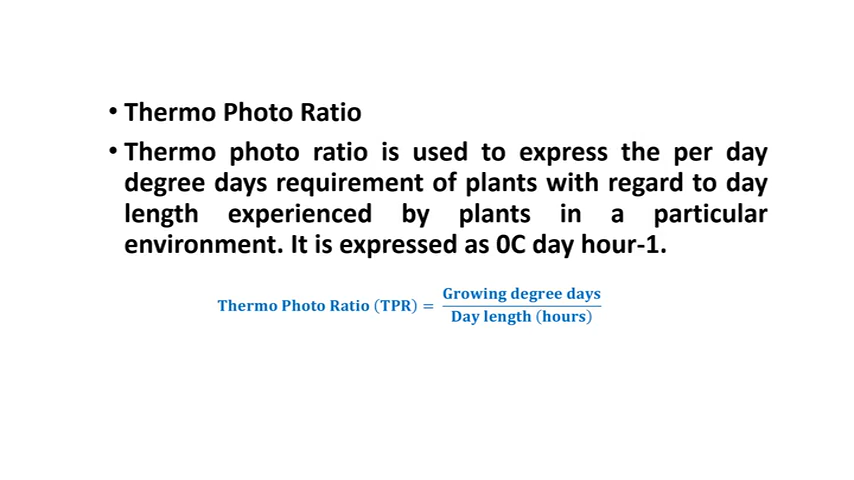 • Thermo Photo Ratio
• Thermo photo ratio is used to express the per day
degree days requirement of plants with regard to day
length experienced by plants in a particular
environment. It is expressed as 0C day hour-1.
Thermo Photo Ratio (TPR) = Growing degree days
Day length (hours)